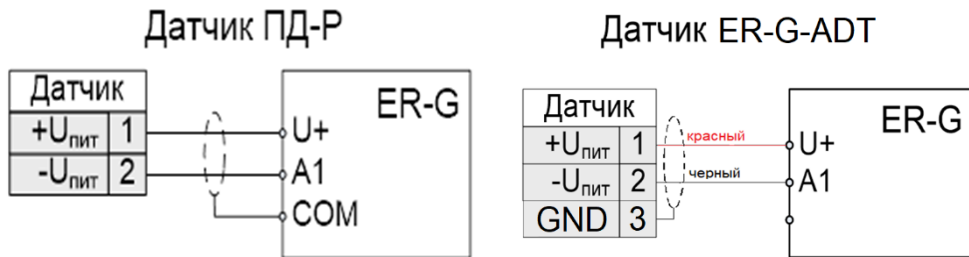 Датчик ПД-Р
Датчик
ER-G
+Uпит 1
U+
-Uпит 2
A1
COM
Датчик ER-G-ADT
Датчик
ER-G
+Uпит 1
красный
U+
-Uпит 2
черный
A1
GND 3